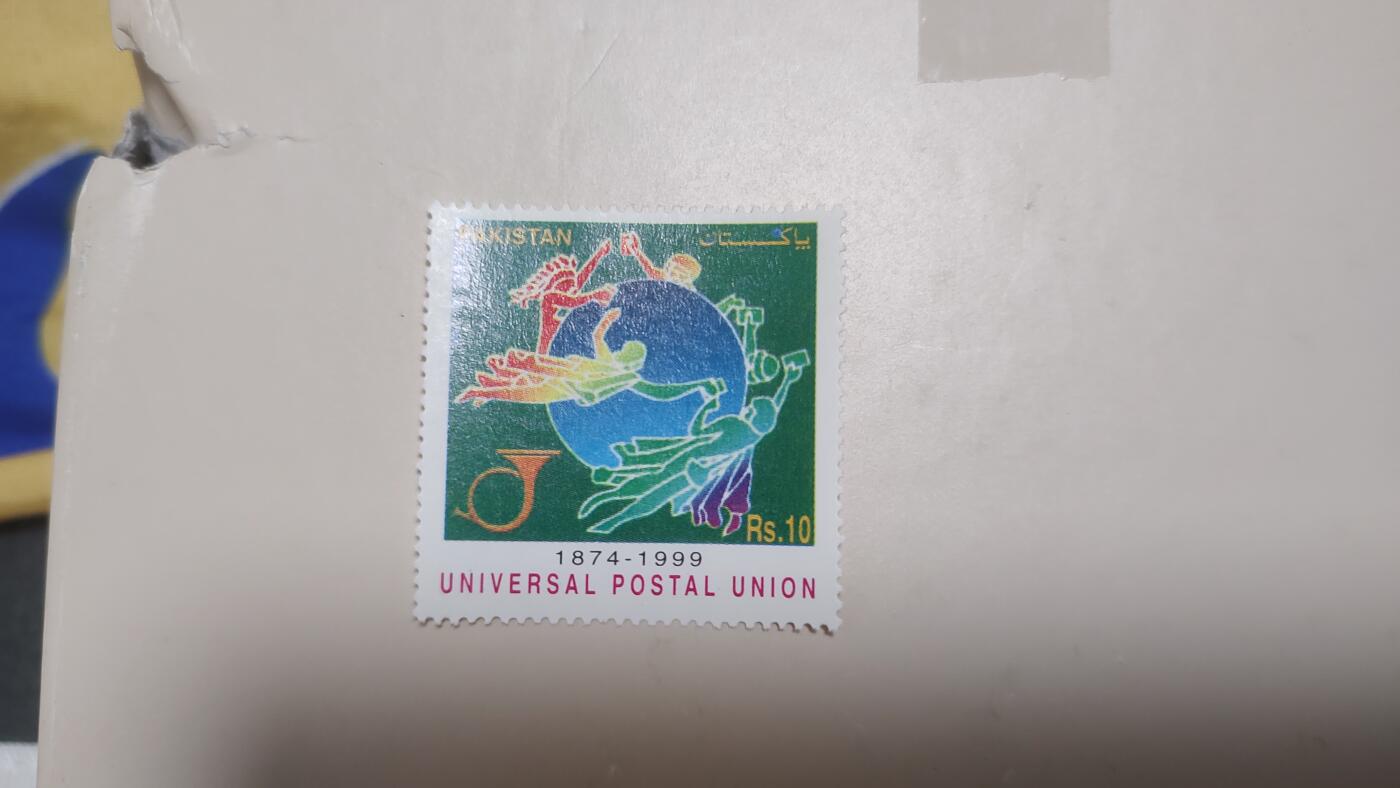 PAKISTAN پاکستان
Rs.10
1874-1999
UNIVERSAL POSTAL UNION